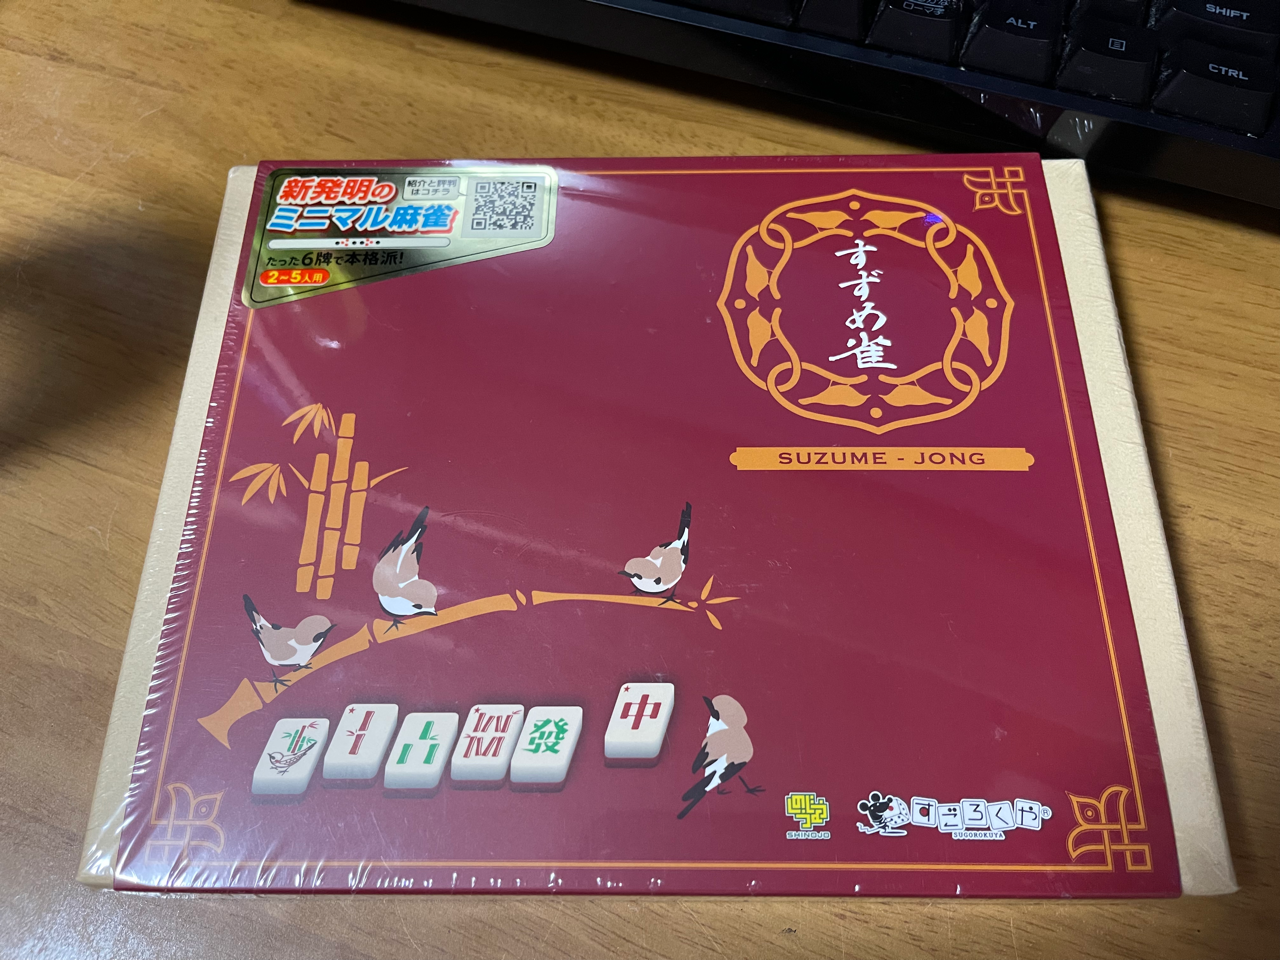 ローマ字
ALT
SHIFT
CTRL
新発明の
ミニマル麻雀
紹介と評判
はコチラ
たった6牌で本格派!
2~5人用
すずめ雀
SUZUME - JONG
發
中
SHINOJO
すごろくや®
SUGOROKUYA